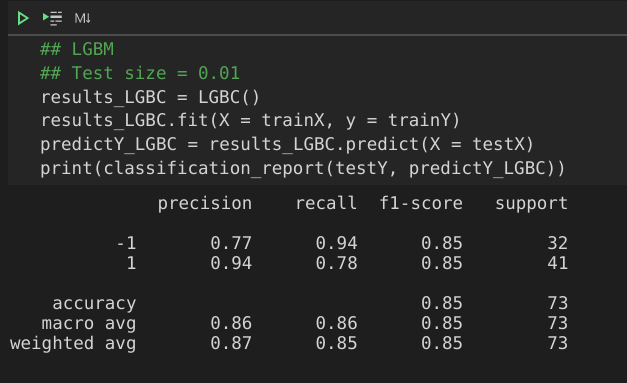 M↓
## LGBM
## Test size = 0.01
results_LGBC = LGBC()
results_LGBC.fit(X = trainX, y = trainY)
predictY_LGBC = results_LGBC.predict(X = testX)
print(classification_report(testY, predictY_LGBC))
precision recall f1-score support
-1 0.77 0.94 0.85 32
1 0.94 0.78 0.85 41
accuracy 0.85 73
macro avg 0.86 0.86 0.85 73
weighted avg 0.87 0.85 0.85 73